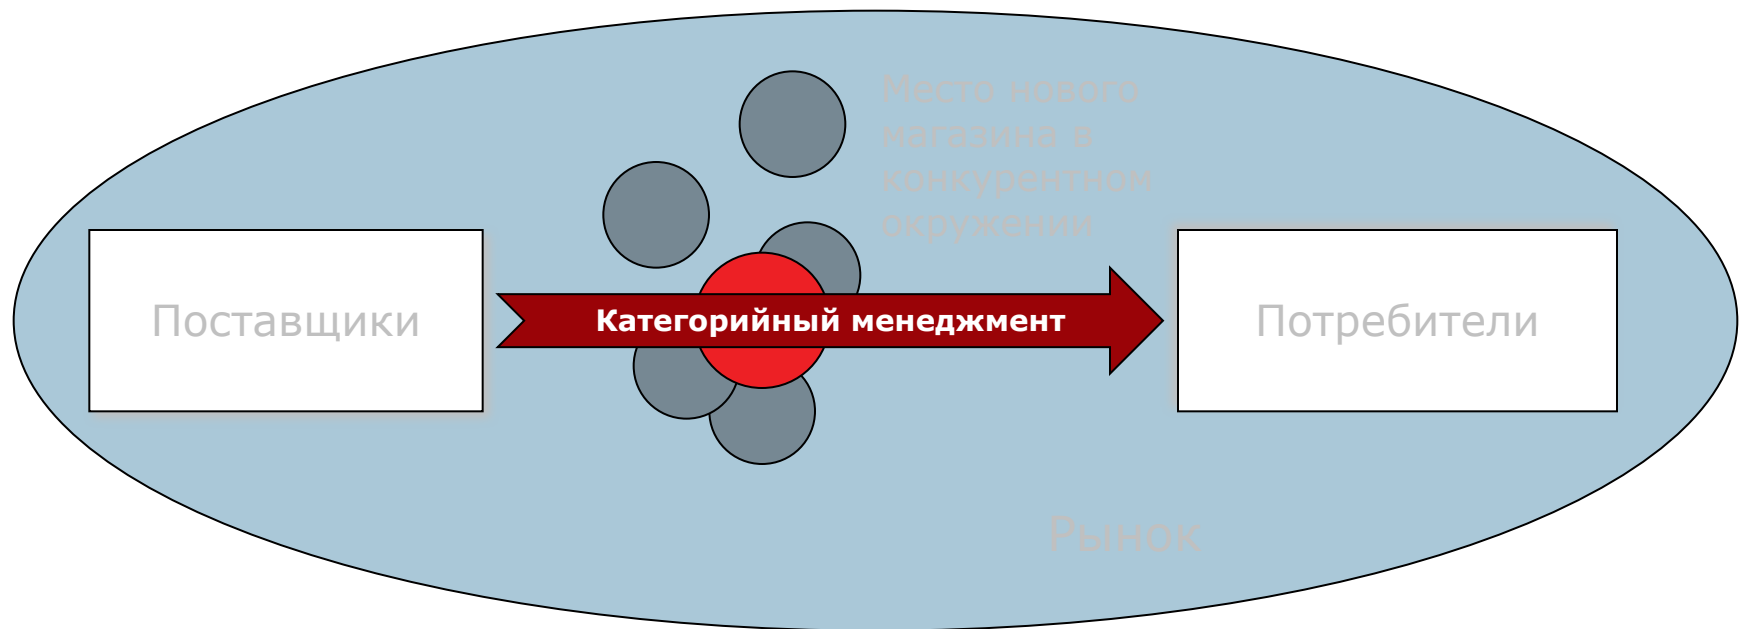 Место нового
магазина в
конкурентном
окружении
Поставщики
Категорийный менеджмент
Потребители
Рынок